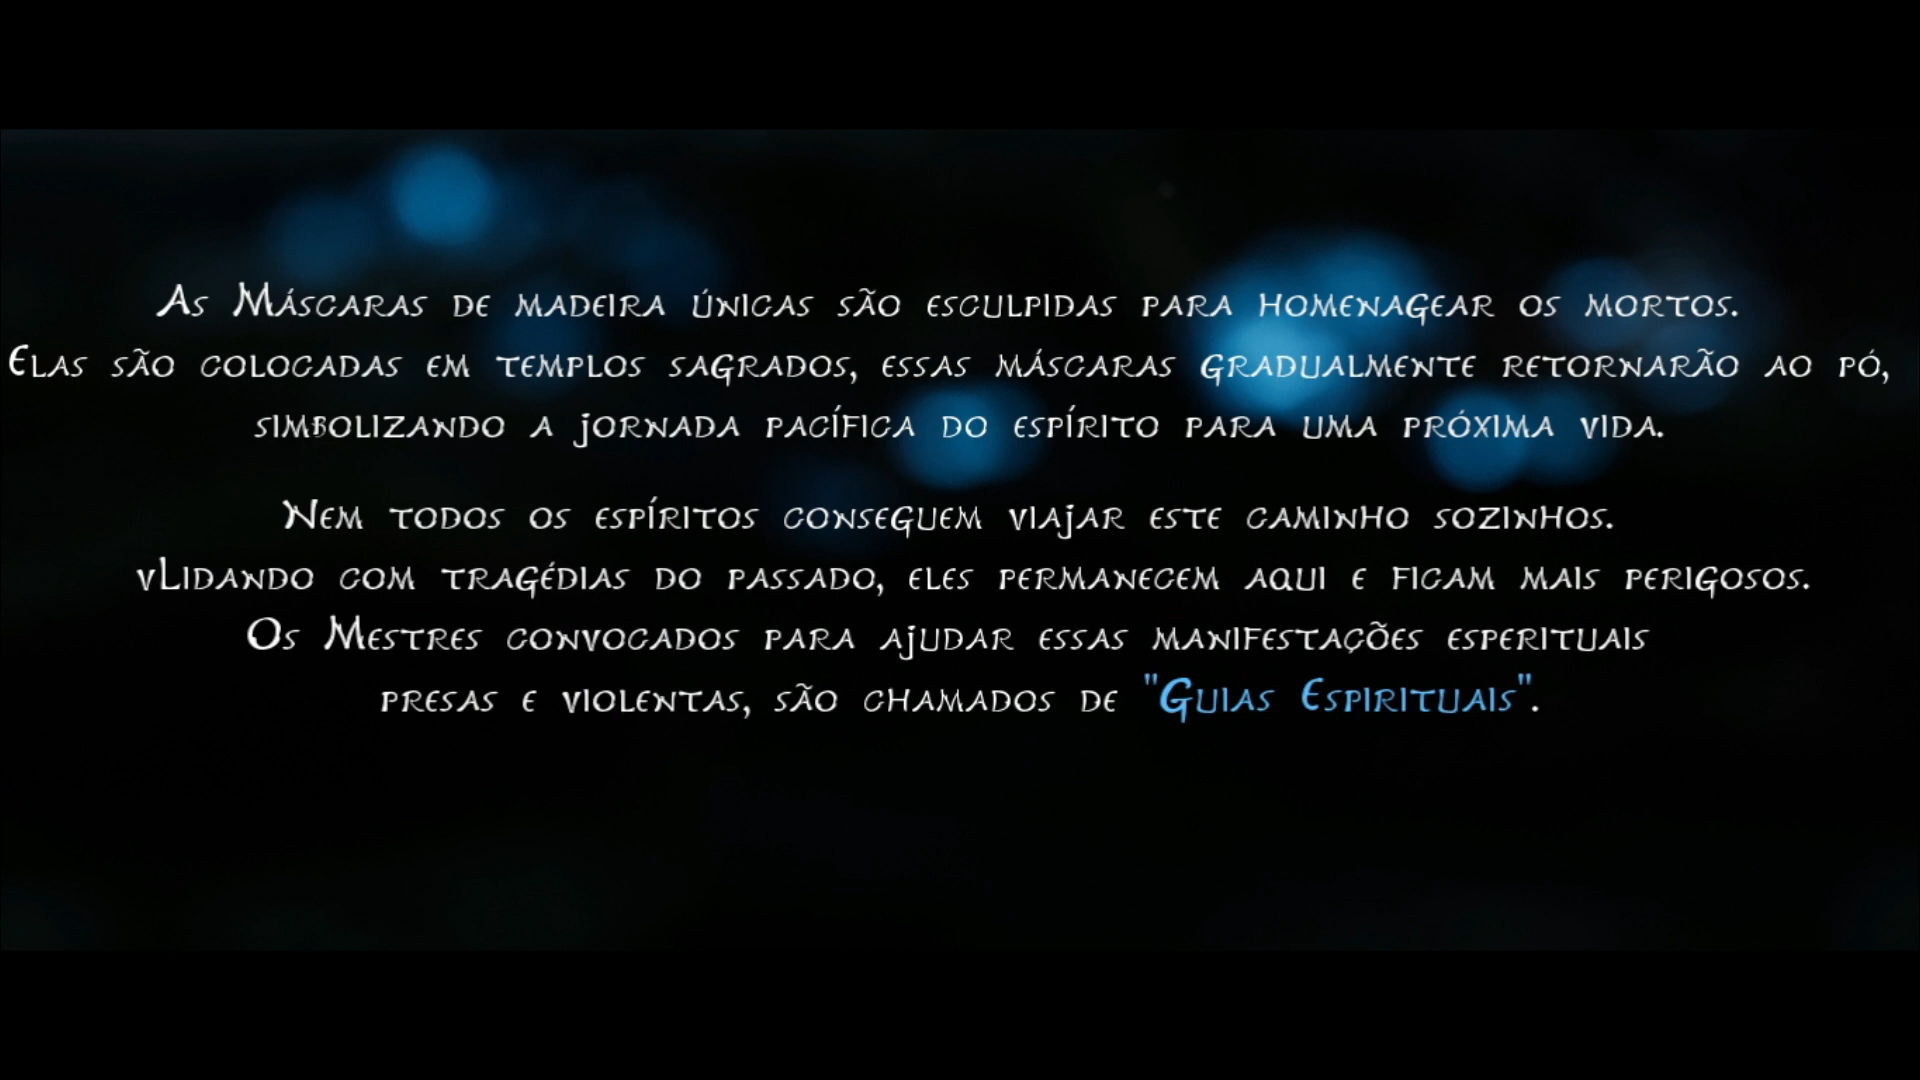 As Máscaras de madeira únicas são esculpidas para homenagear os mortos.
Elas são colocadas em templos sagrados, essas máscaras gradualmente retornarão ao pó,
simbolizando a jornada pacífica do espírito para uma próxima vida.
Nem todos os espíritos conseguem viajar este caminho sozinhos.
vLidando com tragédias do passado, eles permanecem aqui e ficam mais perigosos.
Os Mestres convocados para ajudar essas manifestações esperituais
presas e violentas, são chamados de "Guias Espirituais".